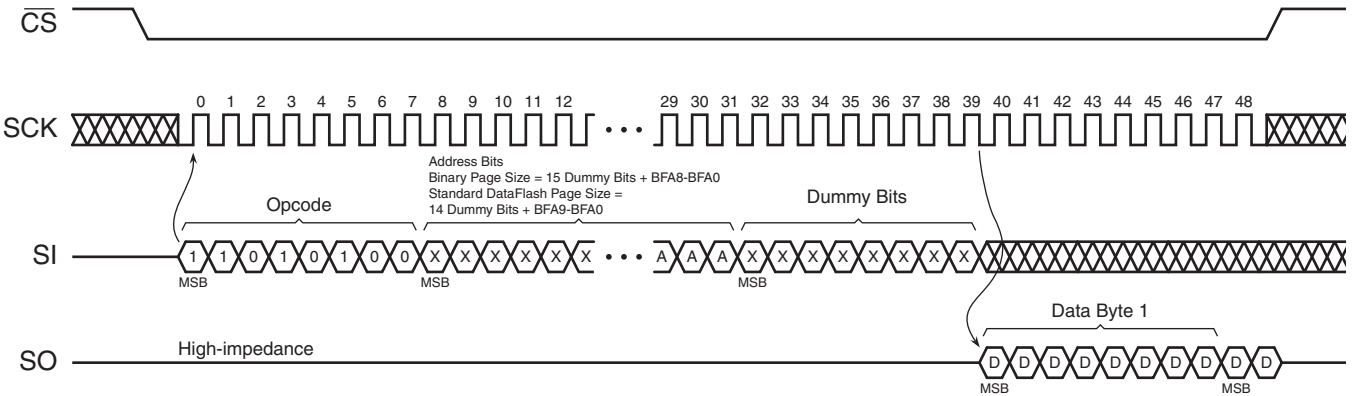 CS
0 1 2 3 4 5 6 7 8 9 10 11 12 29 30 31 32 33 34 35 36 37 38 39 40 41 42 43 44 45 46 47 48
SCK
Address Bits
Binary Page Size = 15 Dummy Bits + BFA8-BFA0
Standard DataFlash Page Size =
14 Dummy Bits + BFA9-BFA0
Opcode
Dummy Bits
SI 1 1 0 1 0 1 0 0 X X X X X X • • • A A A X X X X X X X X
MSB MSB MSB
Data Byte 1
High-impedance
SO D D D D D D D D D D
MSB MSB